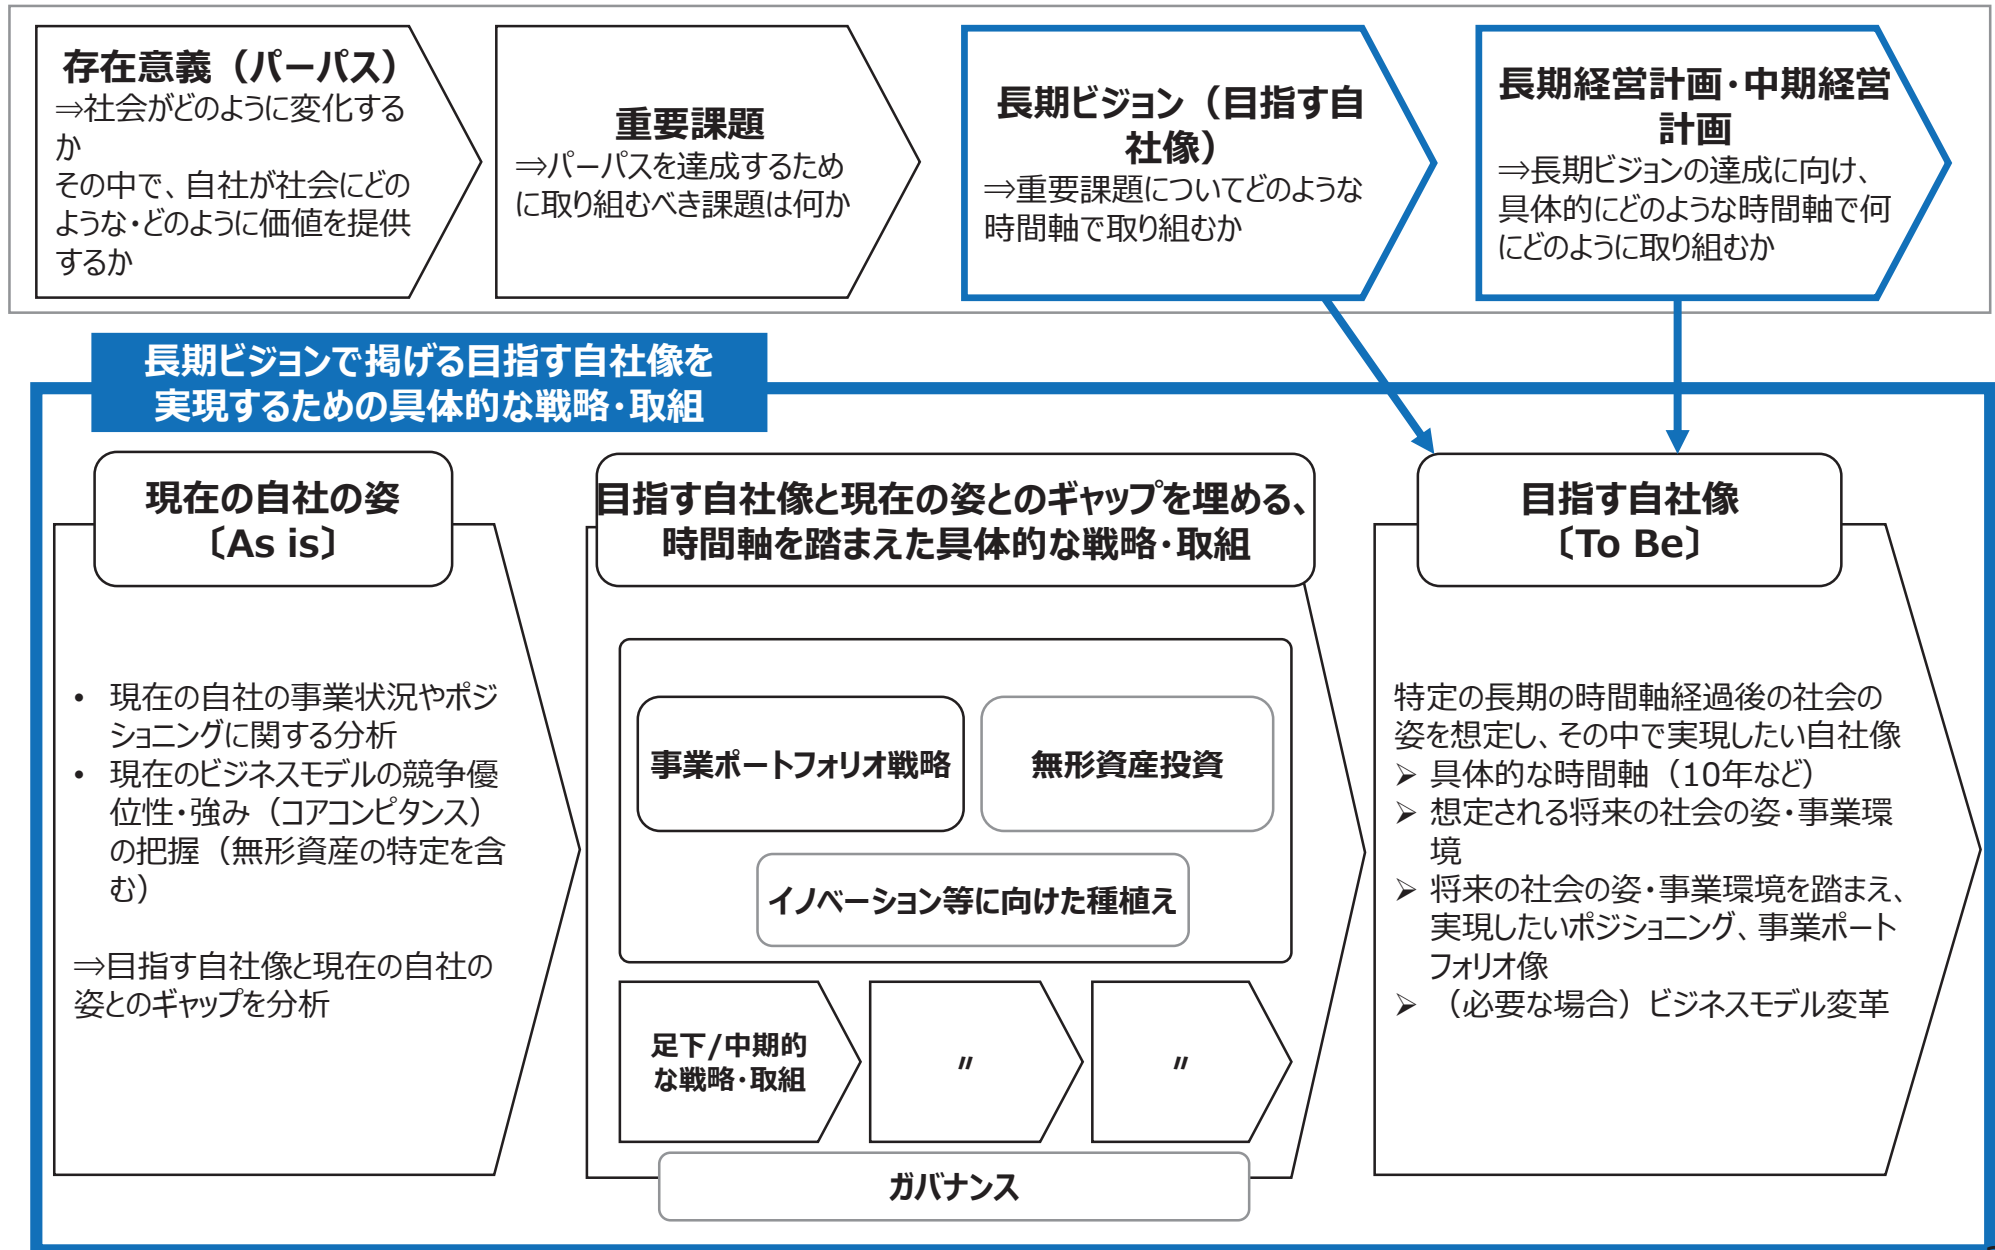 存在意義（パーパス）
⇒社会がどのように変化する
か
その中で、自社が社会にどの
ような・どのように価値を提供
するか
重要課題
⇒パーパスを達成するため
に取り組むべき課題は何か
長期ビジョン（目指す自
社像）
⇒重要課題についてどのような
時間軸で取り組むか
長期経営計画・中期経営
計画
⇒長期ビジョンの達成に向け、
具体的にどのような時間軸で何
にどのように取り組むか
長期ビジョンで掲げる目指す自社像を
実現するための具体的な戦略・取組
現在の自社の姿
〔As is〕
• 現在の自社の事業状況やポジ
ショニングに関する分析
• 現在のビジネスモデルの競争優
位性・強み（コアコンピタンス）
の把握（無形資産の特定を含
む）
⇒目指す自社像と現在の自社の
姿とのギャップを分析
目指す自社像と現在の姿とのギャップを埋める、
時間軸を踏まえた具体的な戦略・取組
事業ポートフォリオ戦略
無形資産投資
イノベーション等に向けた種植え
足下/中期的
な戦略・取組
〃
〃
ガバナンス
目指す自社像
〔To Be〕
特定の長期の時間軸経過後の社会の
姿を想定し、その中で実現したい自社像
➢ 具体的な時間軸（10年など）
➢ 想定される将来の社会の姿・事業環
境
➢ 将来の社会の姿・事業環境を踏まえ、
実現したいポジショニング、事業ポート
フォリオ像
➢ （必要な場合）ビジネスモデル変革